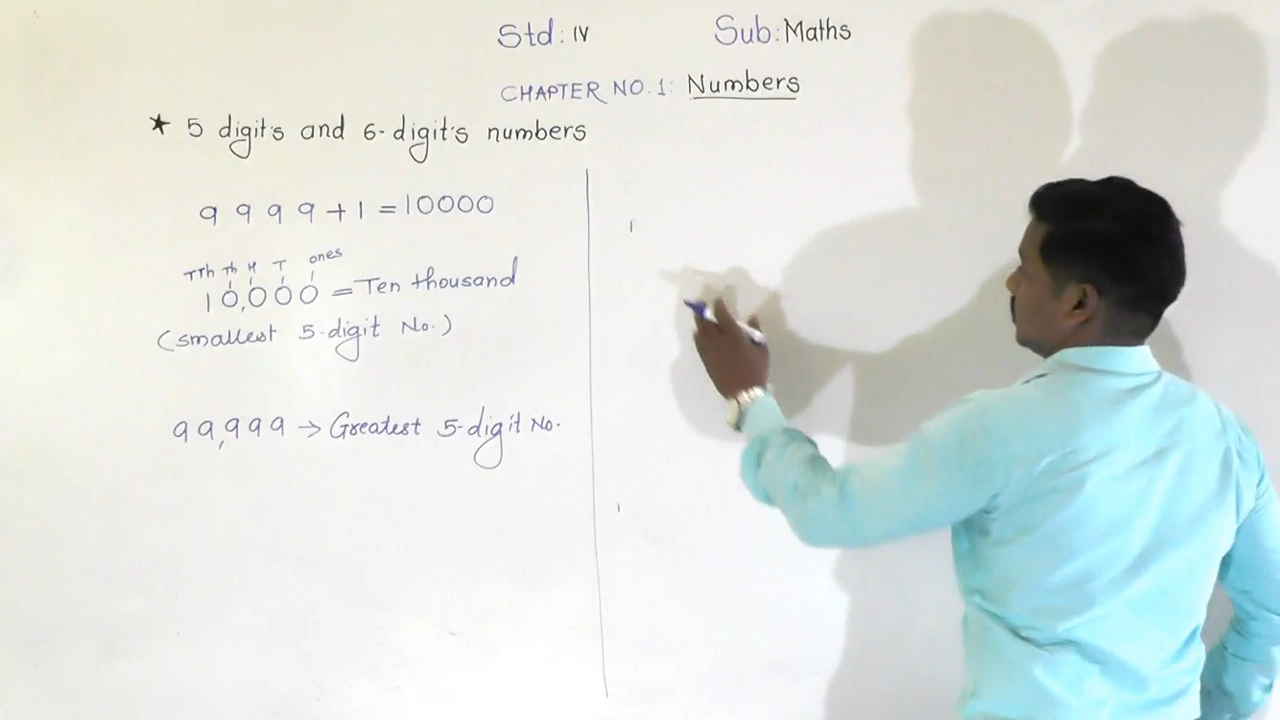 Std: IV Sub: Maths
CHAPTER NO. 1: Numbers
★ 5 digit's and 6-digit's numbers
9 9 9 9 + 1 = 10000
TTh Th H T ones
10,000 = Ten thousand
(smallest 5-digit No.)
99,999 → Greatest 5-digit No.